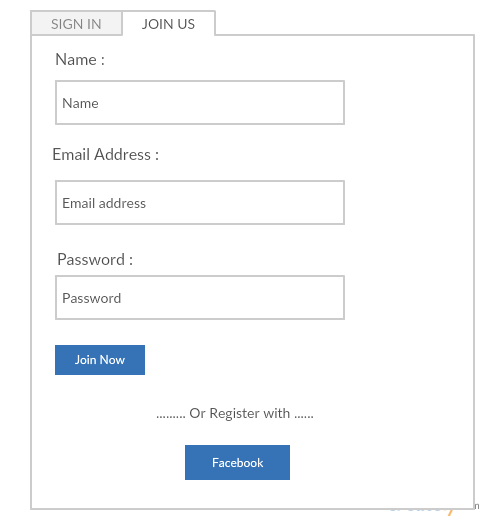 SIGN IN
JOIN US
Name :
Name
Email Address :
Email address
Password :
Password
Join Now
......... Or Register with ......
Facebook